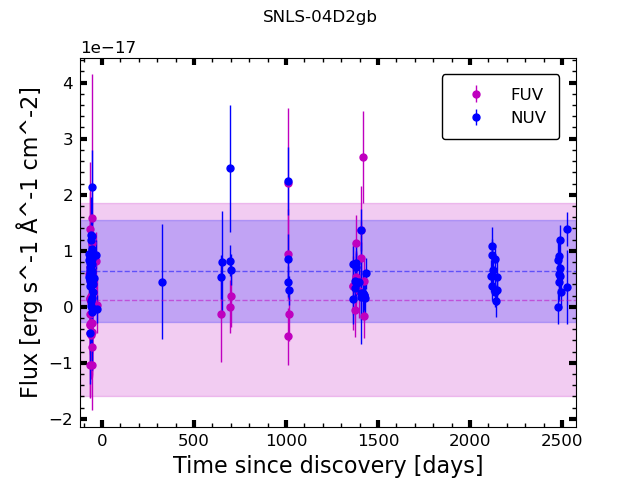 SNLS-04D2gb
1e−17
4
3
2
1
0
−1
−2
Flux [erg s^-1 Å^-1 cm^-2]
FUV
NUV
0 500 1000 1500 2000 2500
Time since discovery [days]